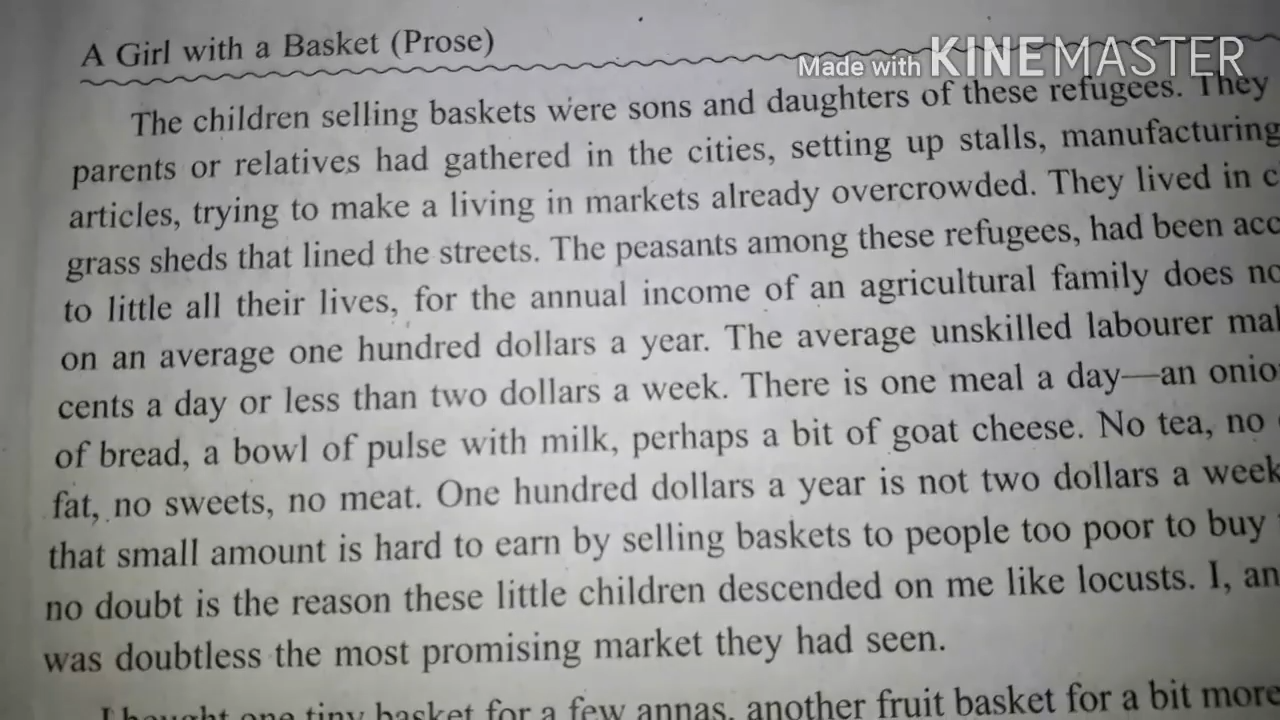 A Girl with a Basket (Prose)
Made with KINEMASTER
The children selling baskets were sons and daughters of these refugees. They
parents or relatives had gathered in the cities, setting up stalls, manufacturing
articles, trying to make a living in markets already overcrowded. They lived in c
grass sheds that lined the streets. The peasants among these refugees, had been acc
to little all their lives, for the annual income of an agricultural family does no
on an average one hundred dollars a year. The average unskilled labourer
cents a day or less than two dollars a week. There is one meal a day—an onio
of bread, a bowl of pulse with milk, perhaps a bit of goat cheese. No tea, no
fat, no sweets, no meat. One hundred dollars a year is not two dollars a week
that small amount is hard to earn by selling baskets to people too poor to buy
no doubt is the reason these little children descended on me like locusts. I, an
was doubtless the most promising market they had seen.
I bought one tiny basket for a few annas, another fruit basket for a bit more